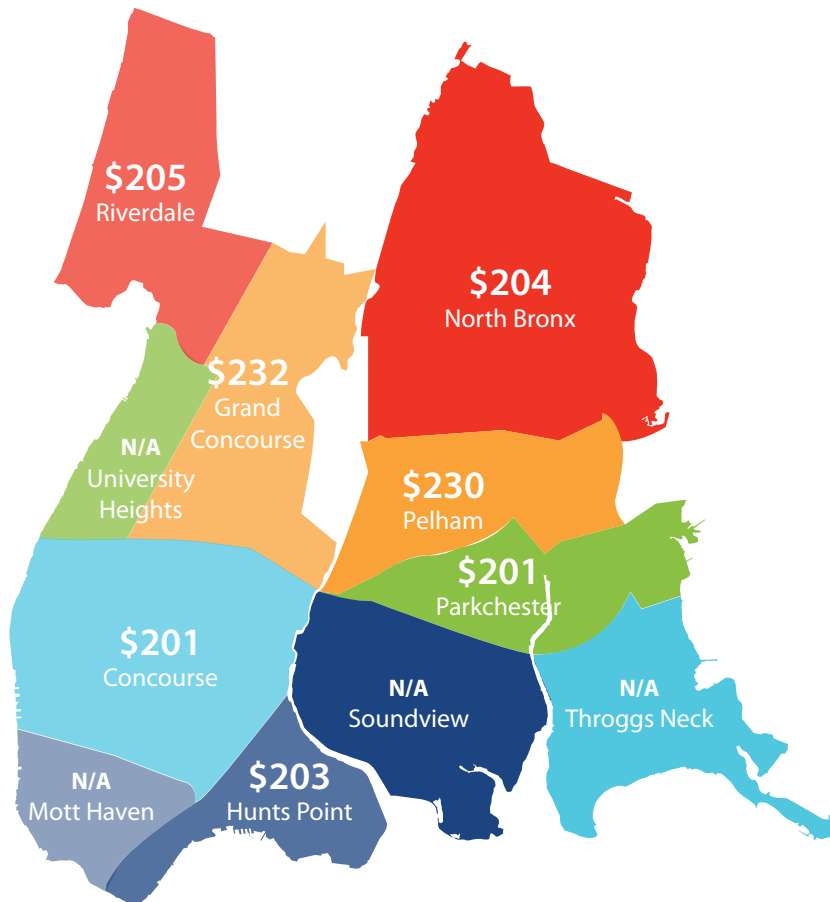 $205
Riverdale
$204
North Bronx
$232
Grand
Concourse
N/A
University
Heights
$230
Pelham
$201
Parkchester
$201
Concourse
N/A
Soundview
N/A
Throggs Neck
N/A
Mott Haven
$203
Hunts Point